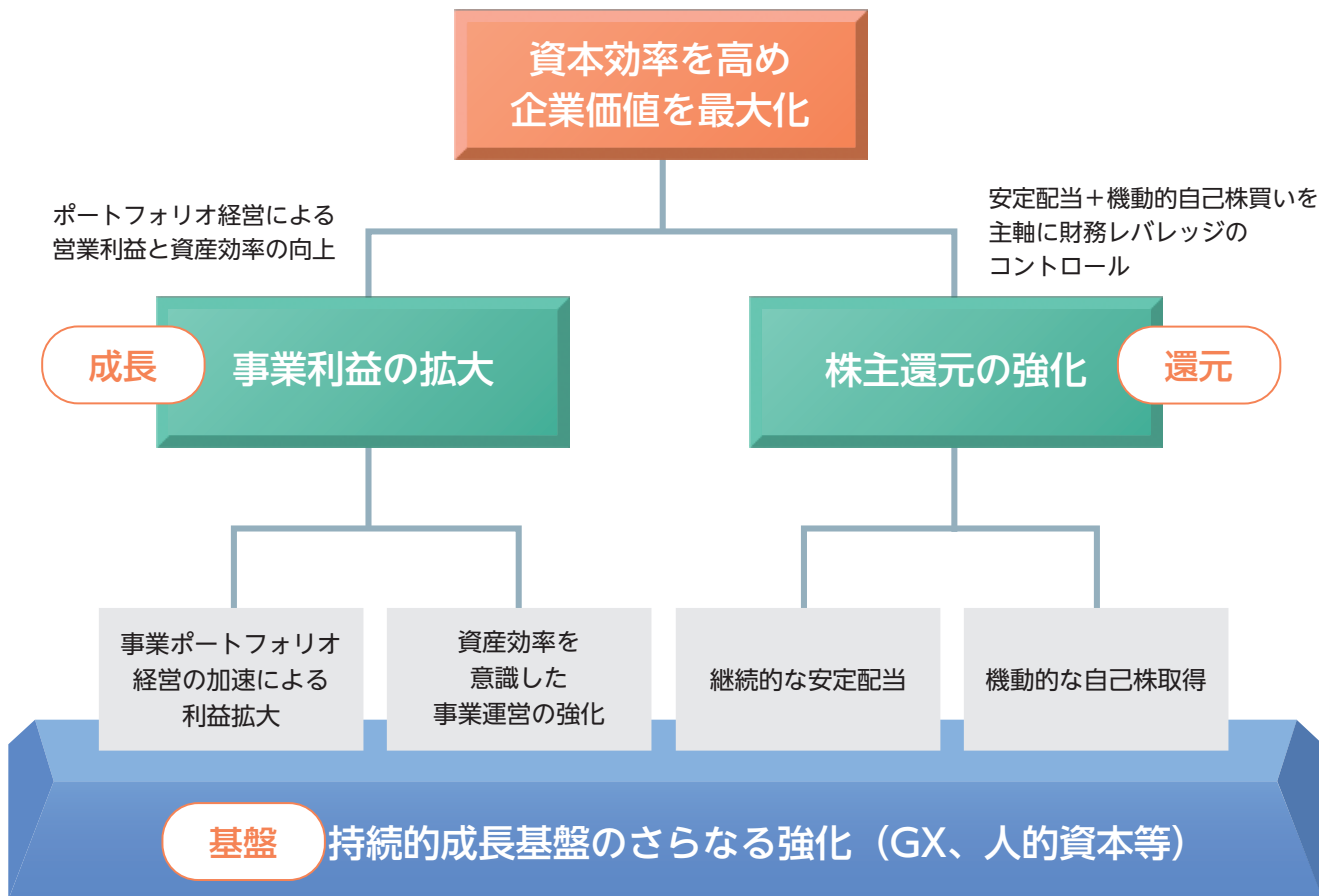 資本効率を高め
企業価値を最大化
ポートフォリオ経営による
営業利益と資産効率の向上
安定配当＋機動的自己株買いを
主軸に財務レバレッジの
コントロール
成長
事業利益の拡大
株主還元の強化
還元
事業ポートフォリオ
経営の加速による
利益拡大
資産効率を
意識した
事業運営の強化
継続的な安定配当
機動的な自己株取得
基盤
持続的成長基盤のさらなる強化（GX、人的資本等）